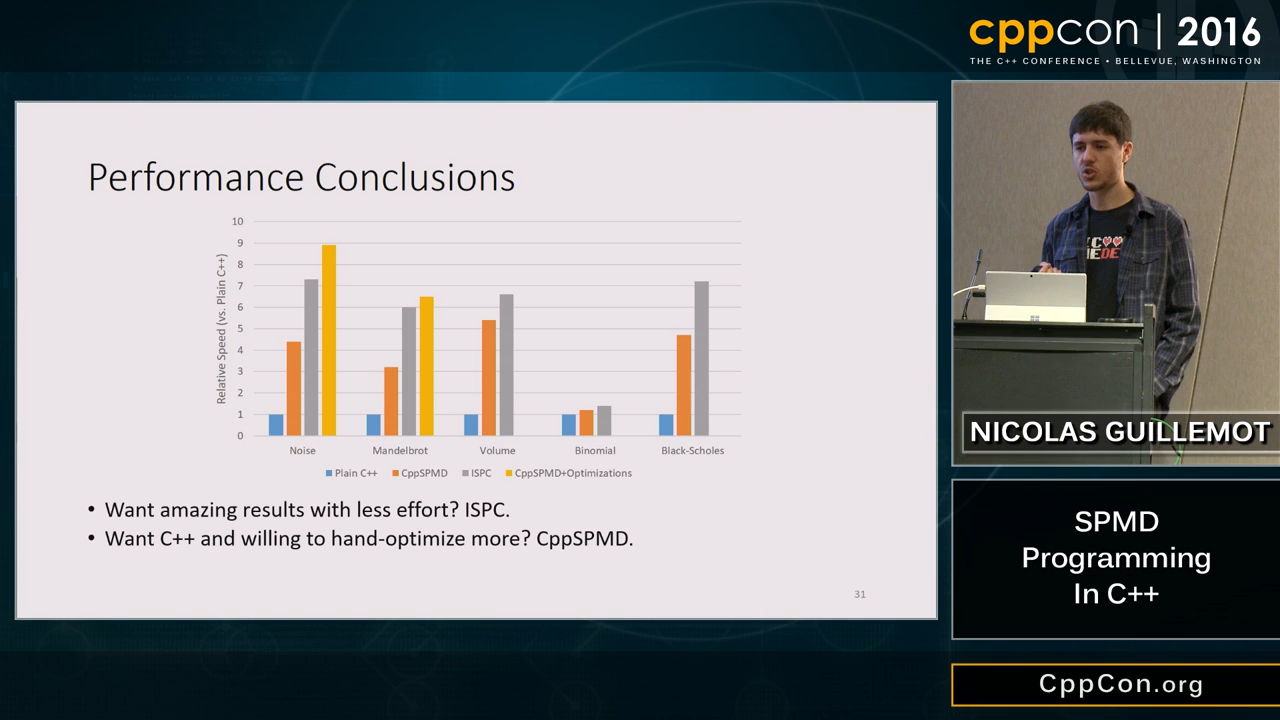 cppcon | 2016
THE C++ CONFERENCE • BELLEVUE, WASHINGTON
Performance Conclusions
Relative Speed (vs. Plain C++)
10
9
8
7
6
5
4
3
2
1
0
Noise Mandelbrot Volume Binomial Black-Scholes
Plain C++ CppSPMD ISPC CppSPMD+Optimizations
• Want amazing results with less effort? ISPC.
• Want C++ and willing to hand-optimize more? CppSPMD.
31
NICOLAS GUILLEMOT
SPMD
Programming
In C++
CppCon.org